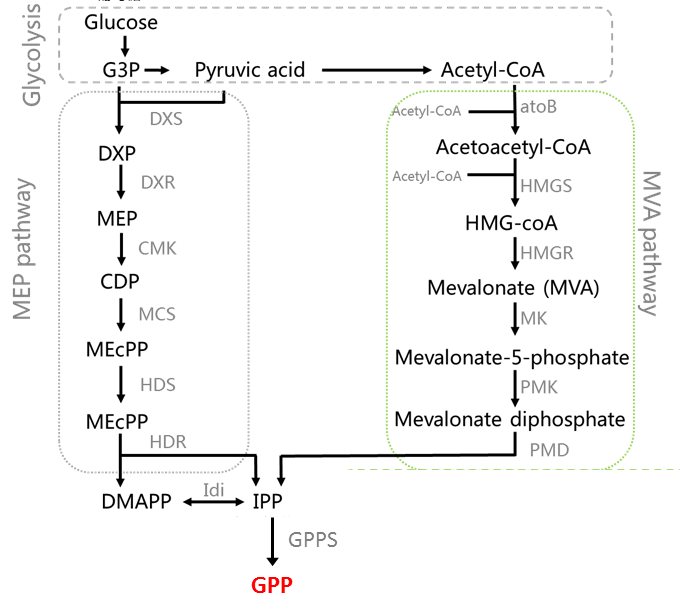 Glycolysis
Glucose
G3P
Pyruvic acid
Acetyl-CoA
MEP pathway
DXS
DXP
DXR
MEP
CMK
CDP
MCS
MEcPP
HDS
MEcPP
HDR
DMAPP
Idi
IPP
GPPS
GPP
MVA pathway
Acetyl-CoA
atoB
Acetoacetyl-CoA
Acetyl-CoA
HMGS
HMG-coA
HMGR
Mevalonate (MVA)
MK
Mevalonate-5-phosphate
PMK
Mevalonate diphosphate
PMD